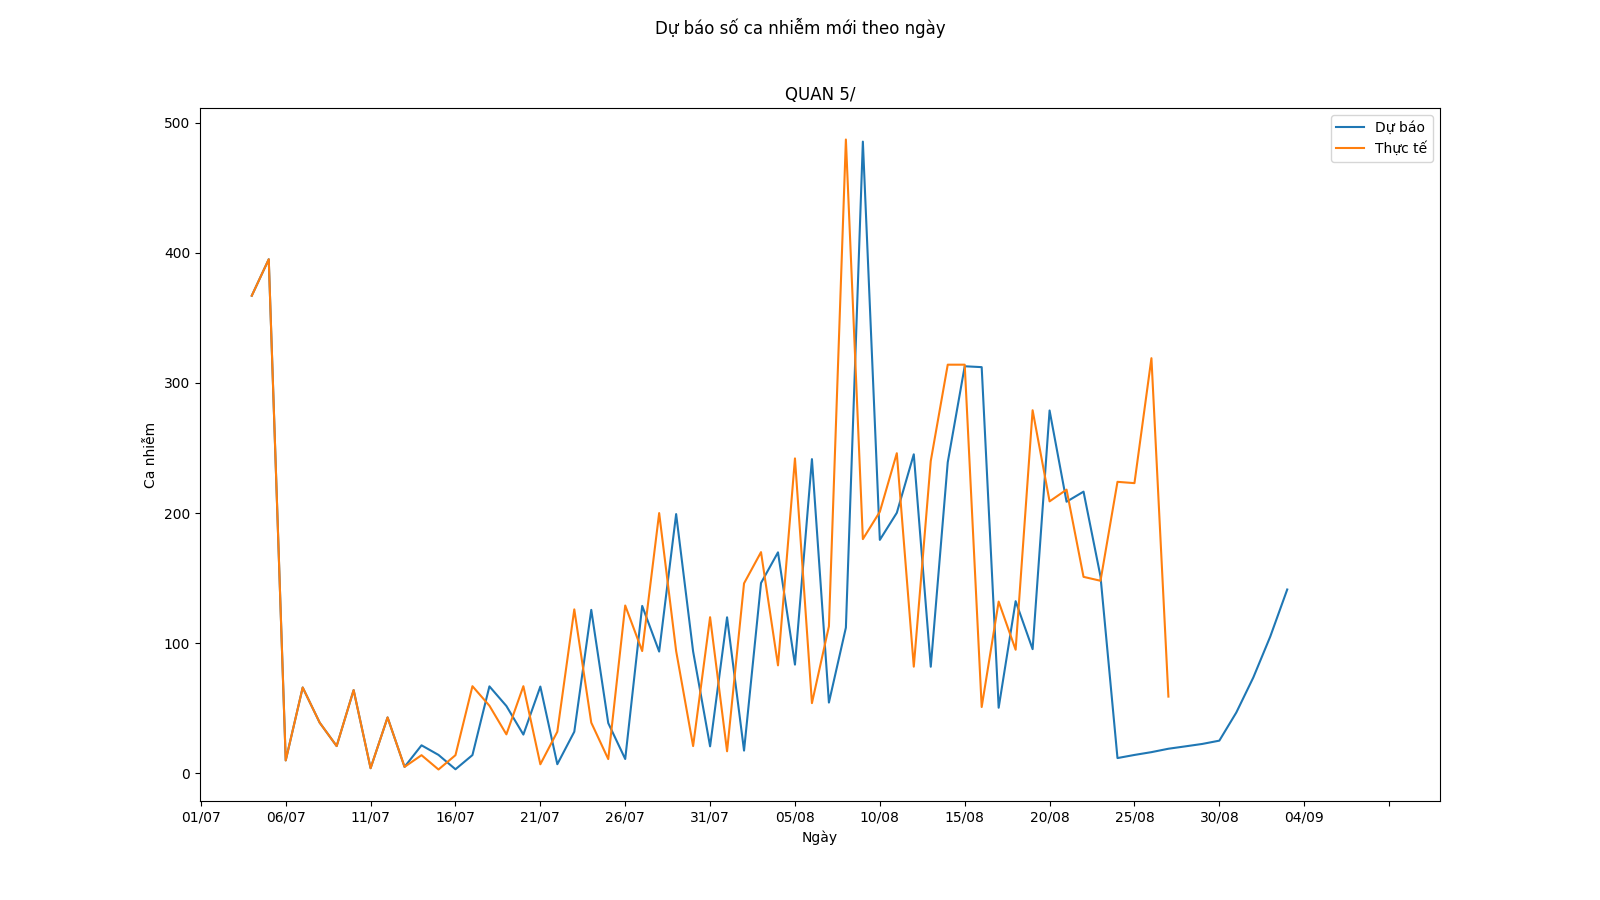 Dự báo số ca nhiễm mới theo ngày
QUAN 5/
Dự báo
Thực tế
500
400
300
200
100
0
Ca nhiễm
01/07 06/07 11/07 16/07 21/07 26/07 31/07 05/08 10/08 15/08 20/08 25/08 30/08 04/09
Ngày